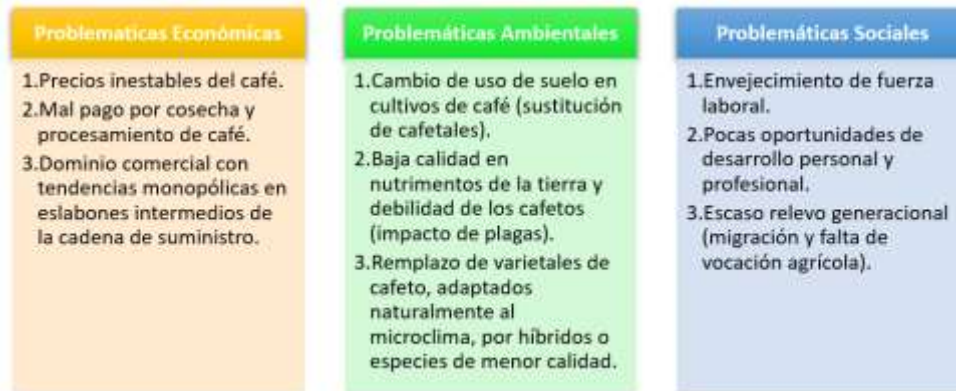 Problematicas Económicas
1.Precios inestables del café.
2.Mal pago por cosecha y
procesamiento de café.
3.Dominio comercial con
tendencias monopólicas en
eslabones intermedios de
la cadena de suministro.
Problemáticas Ambientales
1.Cambio de uso de suelo en
cultivos de café (sustitución
de cafetales).
2.Baja calidad en
nutrimentos de la tierra y
debilidad de los cafetos
(impacto de plagas).
3.Remplazo de varietales de
cafeto, adaptados
naturalmente al
microclima, por híbridos o
especies de menor calidad.
Problemáticas Sociales
1.Envejecimiento de fuerza
laboral.
2.Pocas oportunidades de
desarrollo personal y
profesional.
3.Escaso relevo generacional
(migración y falta de
vocación agrícola).